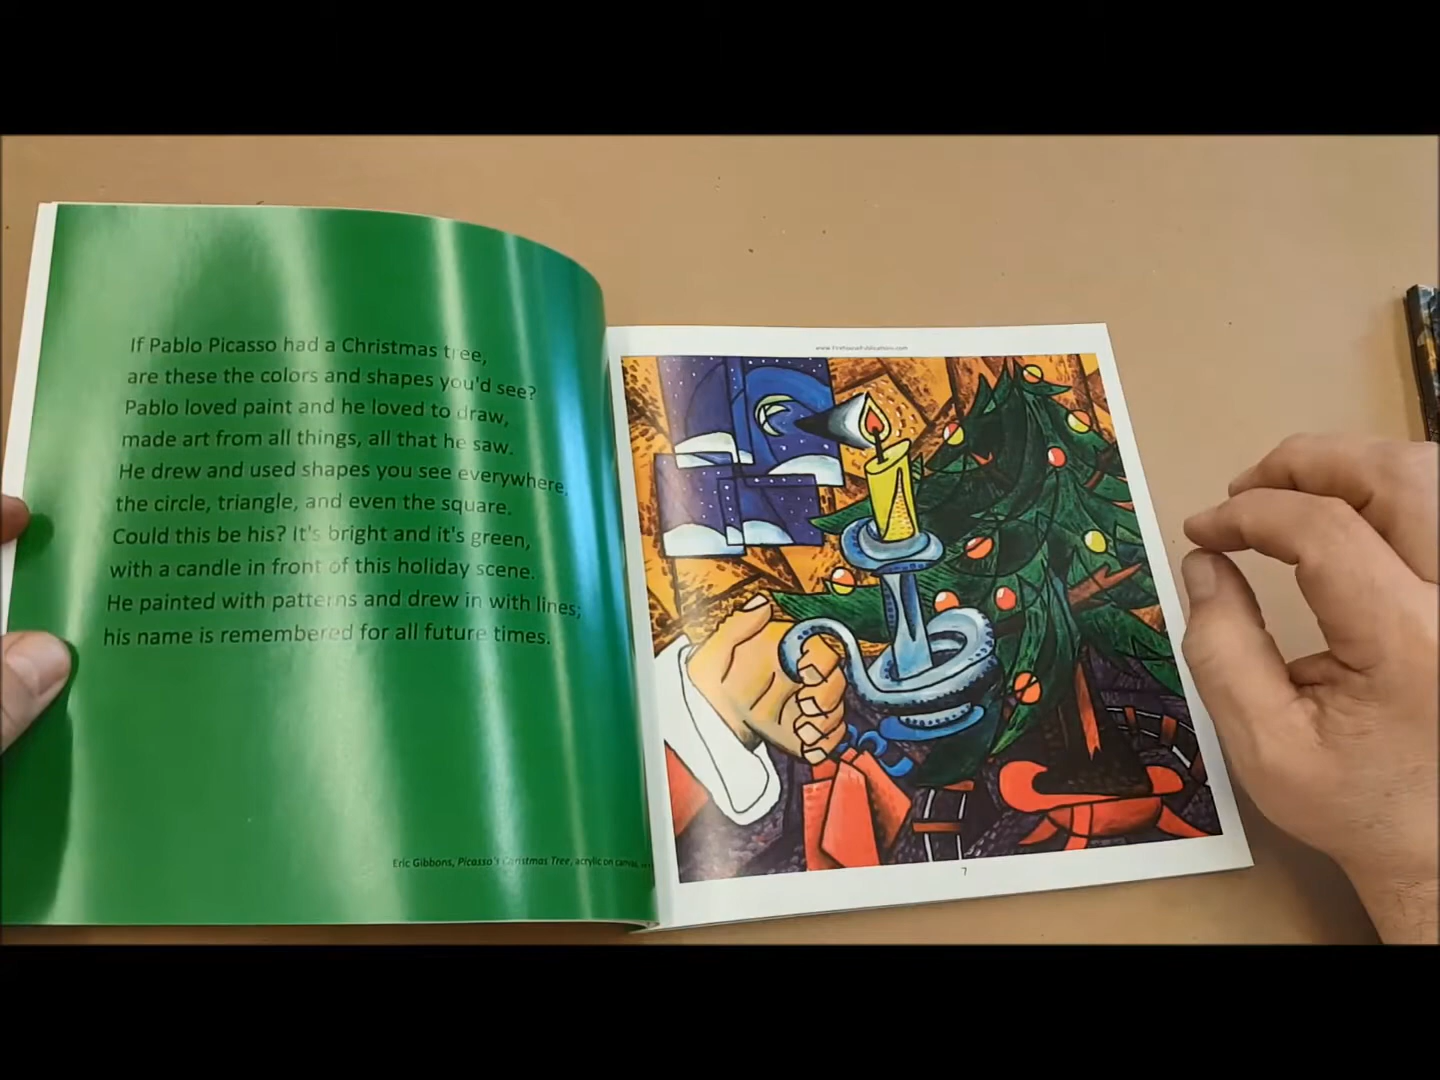 If Pablo Picasso had a Christmas tree,
are these the colors and shapes you'd see?
Pablo loved paint and he loved to draw,
made art from all things, all that he saw.
He drew and used shapes you see everywhere,
the circle, triangle, and even the square.
Could this be his? It's bright and it's green,
with a candle in front of this holiday scene.
He painted with patterns and drew in with lines;
his name is remembered for all future times.
Eric Gibbons, Picasso's Christmas Tree, acrylic on canvas,
www.FirehousePublications.com
7